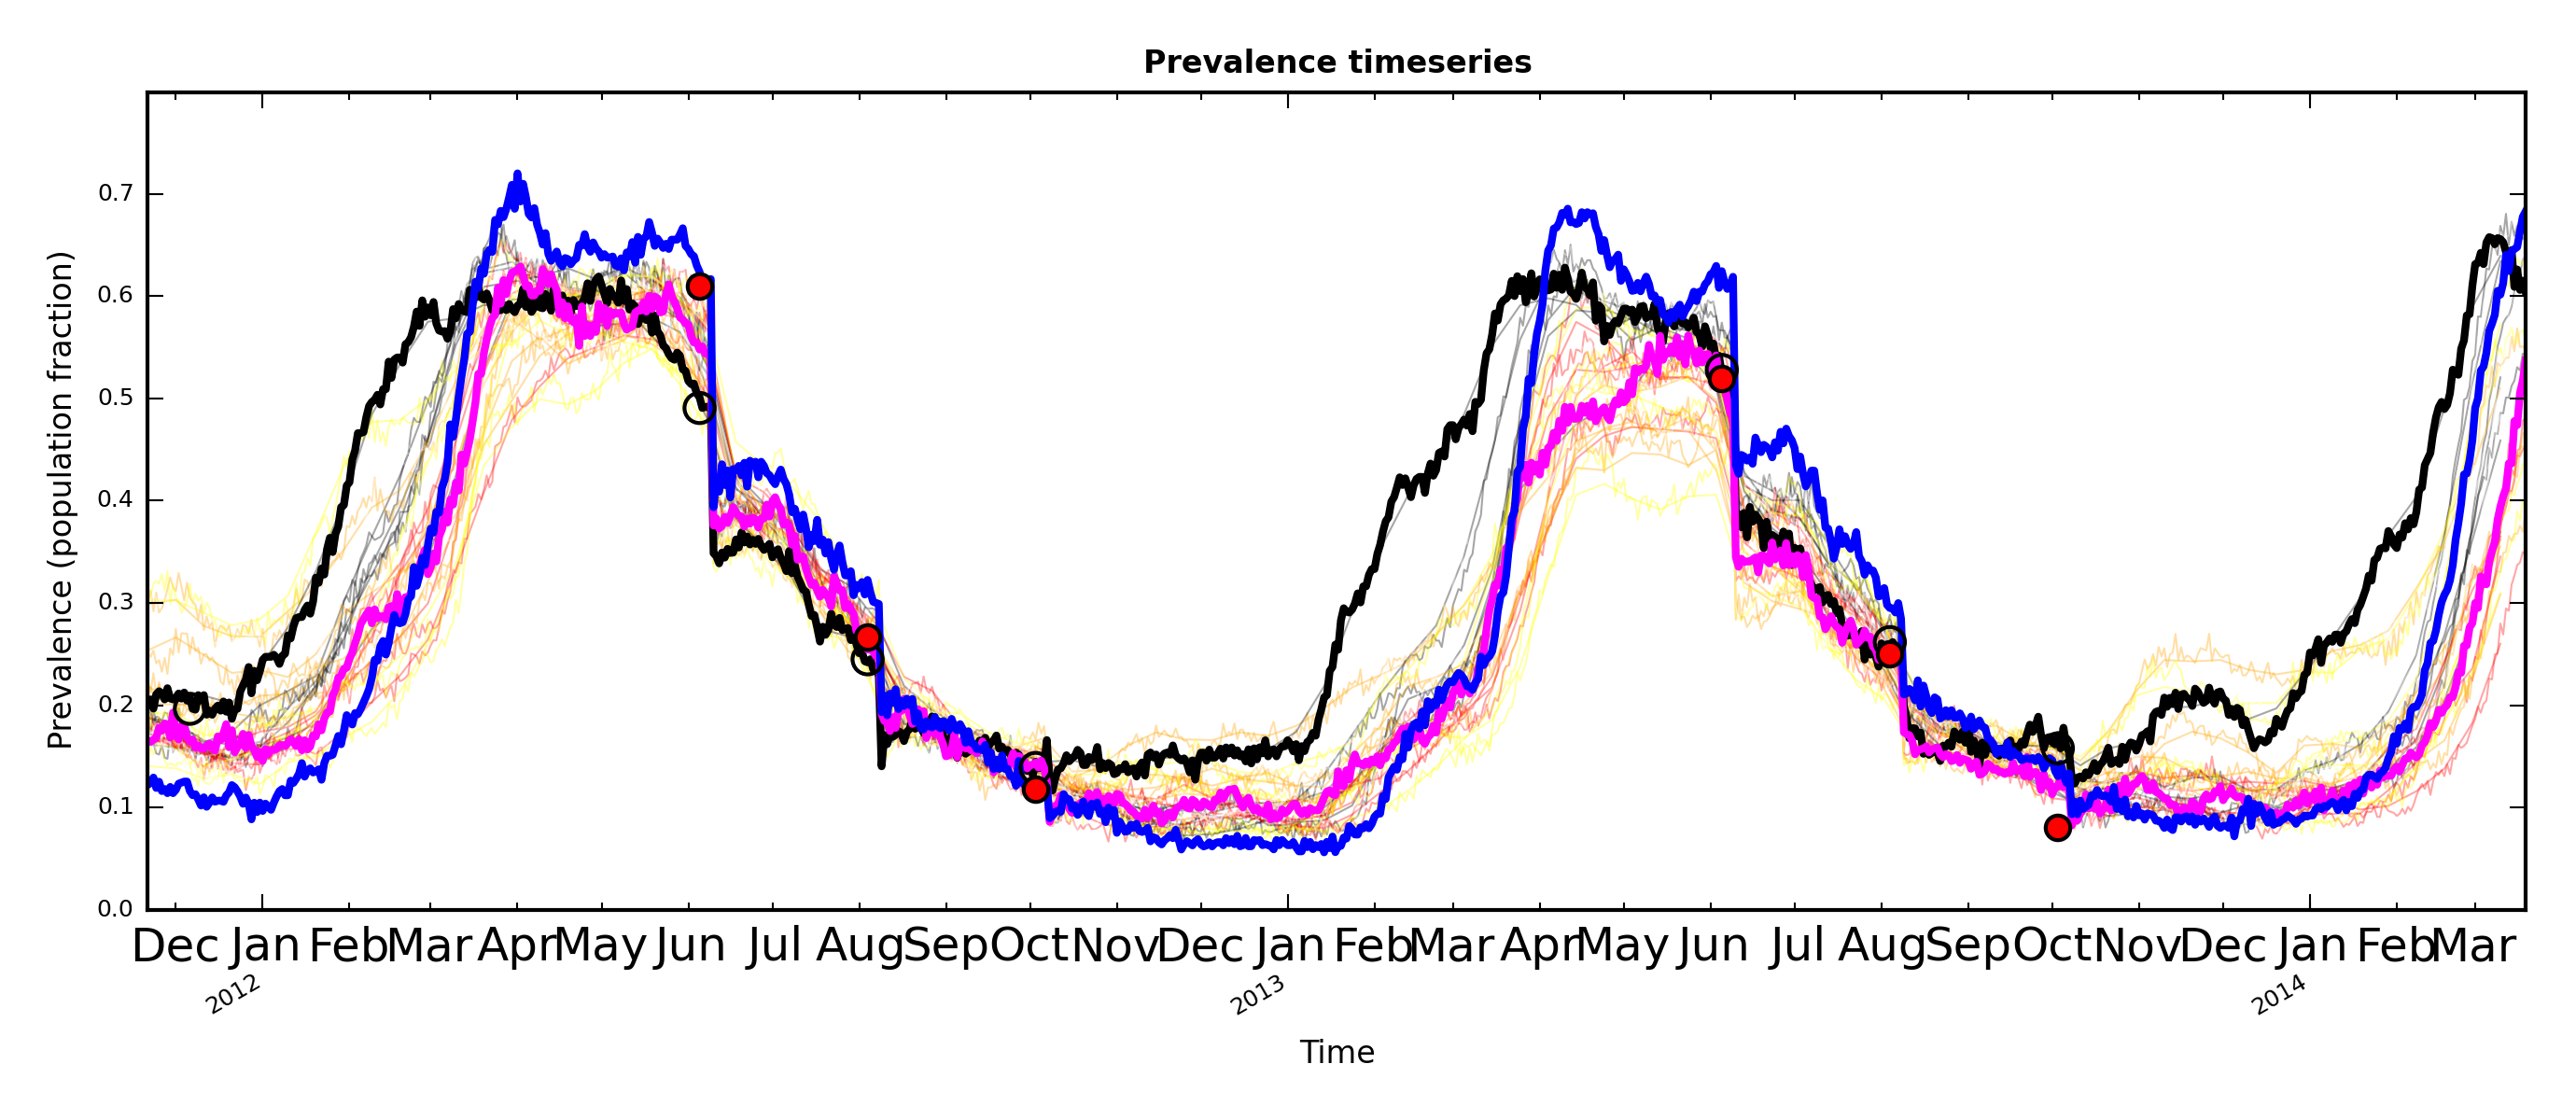 Prevalence timeseries
Prevalence (population fraction)
0.7
0.6
0.5
0.4
0.3
0.2
0.1
0.0
Dec Jan Feb Mar Apr May Jun Jul Aug Sep Oct Nov Dec Jan Feb Mar Apr May Jun Jul Aug Sep Oct Nov Dec Jan Feb Mar
2012 2013 2014
Time